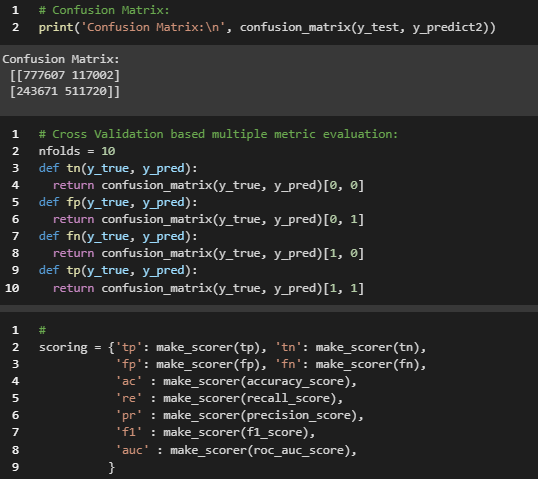 1 # Confusion Matrix:
2 print('Confusion Matrix:\n', confusion_matrix(y_test, y_predict2))
Confusion Matrix:
[[777607 117002]
[243671 511720]]
1 # Cross Validation based multiple metric evaluation:
2 nfolds = 10
3 def tn(y_true, y_pred):
4 return confusion_matrix(y_true, y_pred)[0, 0]
5 def fp(y_true, y_pred):
6 return confusion_matrix(y_true, y_pred)[0, 1]
7 def fn(y_true, y_pred):
8 return confusion_matrix(y_true, y_pred)[1, 0]
9 def tp(y_true, y_pred):
10 return confusion_matrix(y_true, y_pred)[1, 1]
1 #
2 scoring = {'tp': make_scorer(tp), 'tn': make_scorer(tn),
3 'fp': make_scorer(fp), 'fn': make_scorer(fn),
4 'ac' : make_scorer(accuracy_score),
5 're' : make_scorer(recall_score),
6 'pr' : make_scorer(precision_score),
7 'f1' : make_scorer(f1_score),
8 'auc' : make_scorer(roc_auc_score),
9 }